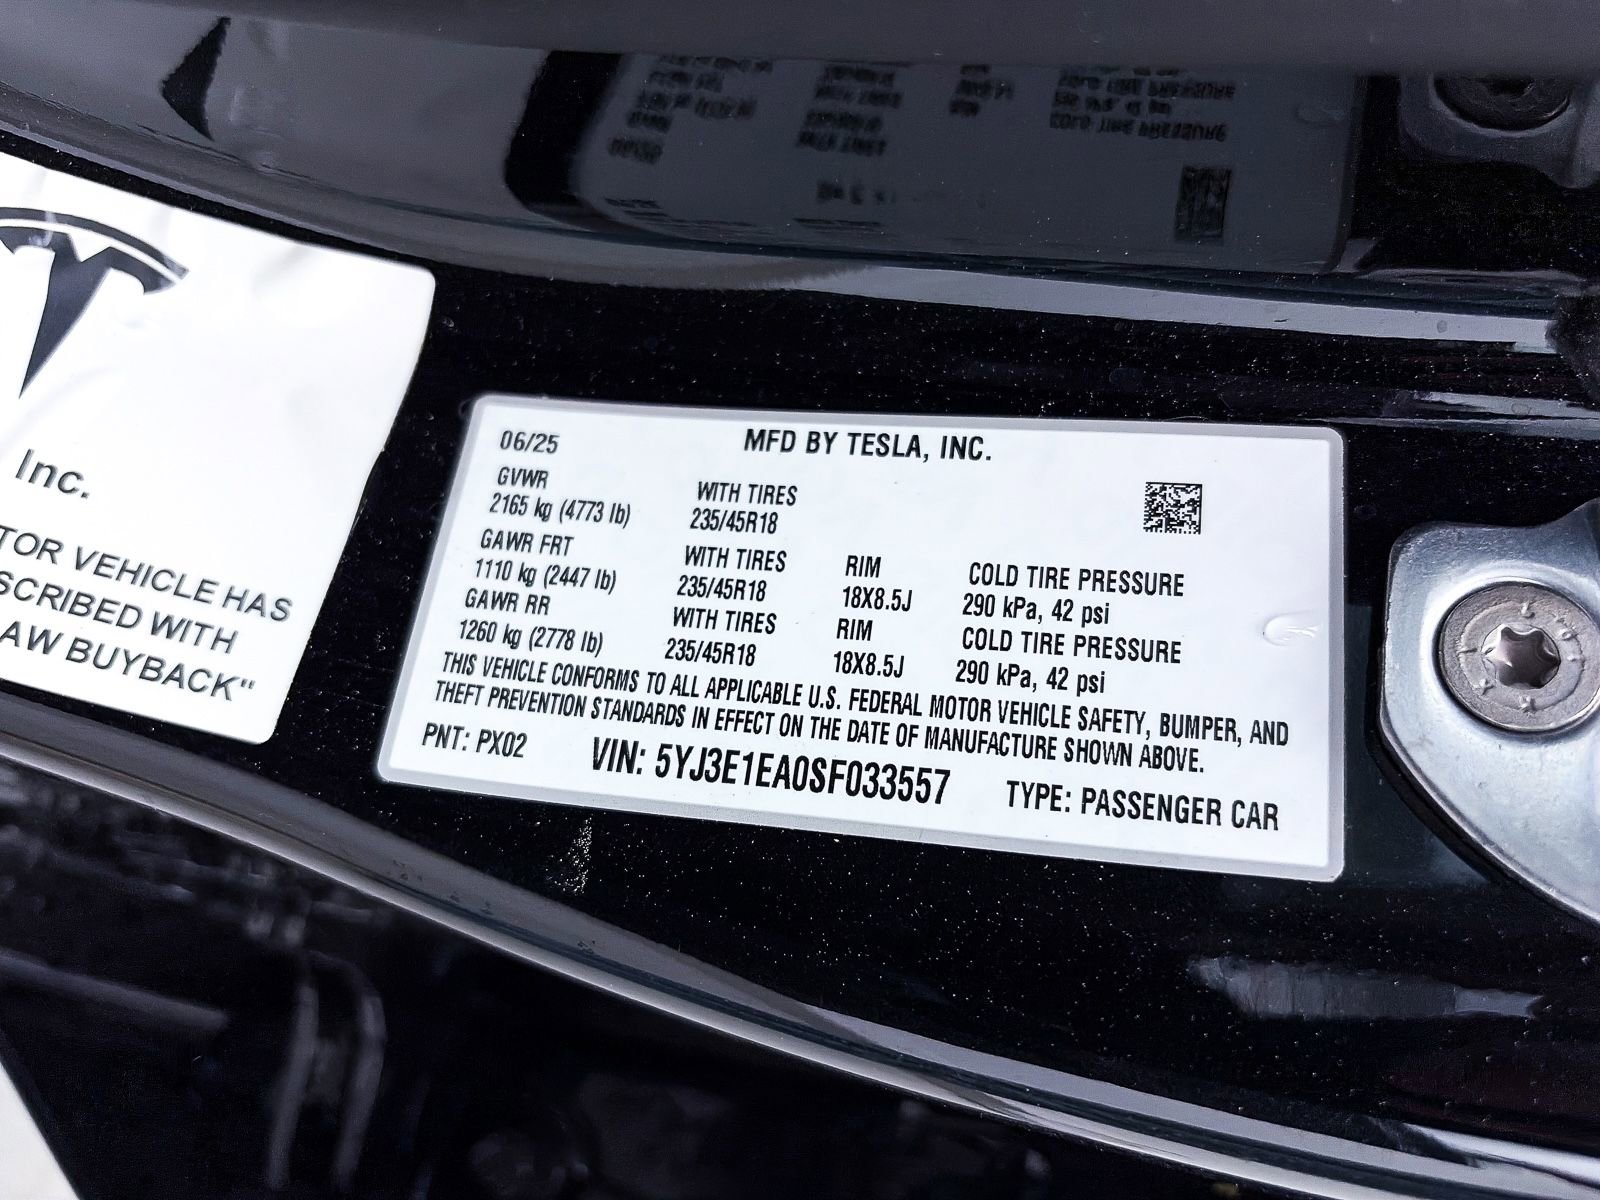 Inc.
TOR VEHICLE HAS
SCRIBED WITH
AW BUYBACK"
06/25
MFD BY TESLA, INC.
GVWR
2165 kg (4773 lb)
WITH TIRES
235/45R18
GAWR FRT
1110 kg (2447 lb)
WITH TIRES
235/45R18
RIM
18X8.5J
COLD TIRE PRESSURE
290 kPa, 42 psi
GAWR RR
1260 kg (2778 lb)
WITH TIRES
235/45R18
RIM
18X8.5J
COLD TIRE PRESSURE
290 kPa, 42 psi
THIS VEHICLE CONFORMS TO ALL APPLICABLE U.S. FEDERAL MOTOR VEHICLE SAFETY, BUMPER, AND
THEFT PREVENTION STANDARDS IN EFFECT ON THE DATE OF MANUFACTURE SHOWN ABOVE.
PNT: PX02
VIN: 5YJ3E1EA0SF033557
TYPE: PASSENGER CAR